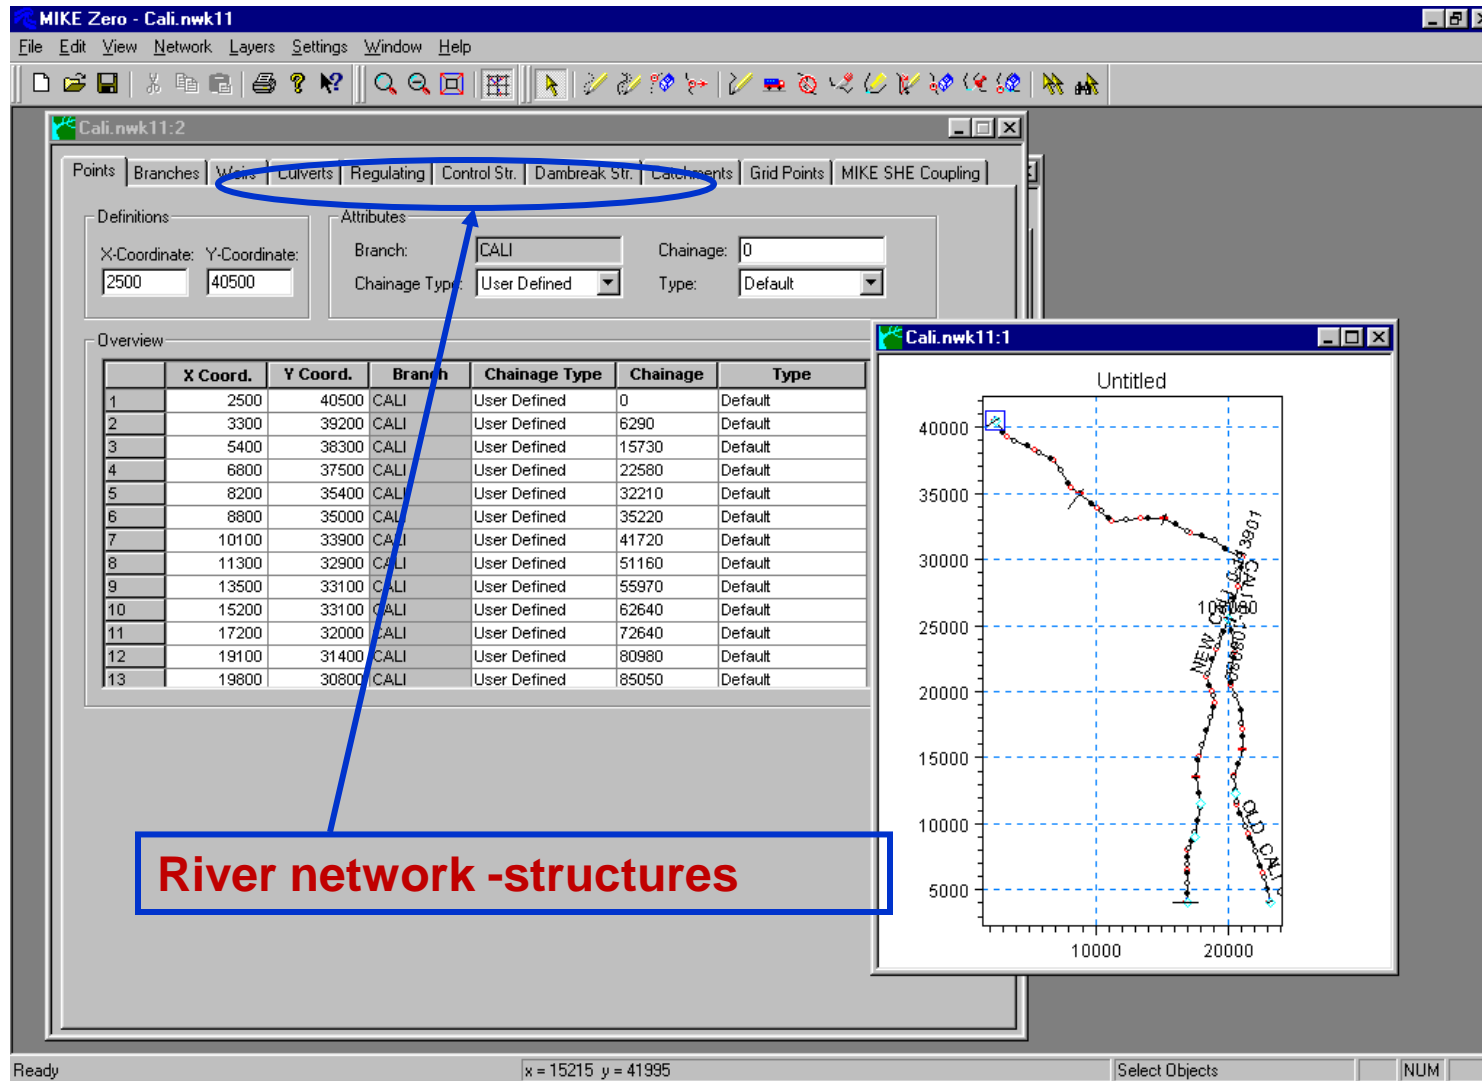 MIKE Zero - Cali.nwk11
File Edit View Network Layers Settings Window Help
Cali.nwk11:2
Points Branches Weirs Culverts Regulating Control Str. Dambreak Str. Catchments Grid Points MIKE SHE Coupling
Definitions
X-Coordinate: Y-Coordinate:
2500 40500
Attributes
Branch: CALI Chainage: 0
Chainage Type: User Defined Type: Default
Overview
X Coord. Y Coord. Branch Chainage Type Chainage Type
1 2500 40500 CALI User Defined 0 Default
2 3300 39200 CALI User Defined 6290 Default
3 5400 38300 CALI User Defined 15730 Default
4 6800 37500 CALI User Defined 22580 Default
5 8200 35400 CALI User Defined 32210 Default
6 8800 35000 CALI User Defined 35220 Default
7 10100 33900 CALI User Defined 41720 Default
8 11300 32900 CALI User Defined 51160 Default
9 13500 33100 CALI User Defined 55970 Default
10 15200 33100 CALI User Defined 62640 Default
11 17200 32000 CALI User Defined 72640 Default
12 19100 31400 CALI User Defined 80980 Default
13 19800 30800 CALI User Defined 85050 Default
River network -structures
Cali.nwk11:1
Untitled
40000
35000
30000
25000
20000
15000
10000
5000
10000 20000
NEW
OLD CALI
Ready x = 15215 y = 41995 Select Objects NUM